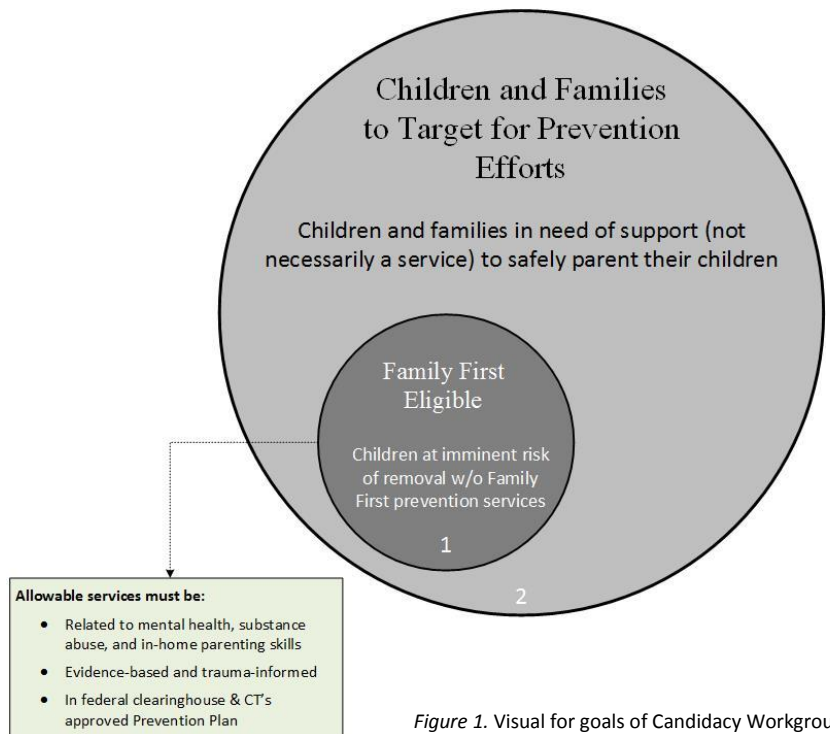 Children and Families
to Target for Prevention
Efforts
Children and families in need of support (not
necessarily a service) to safely parent their children
Family First
Eligible
Children at imminent risk
of removal w/o Family
First prevention services
1
2
Allowable services must be:
• Related to mental health, substance
abuse, and in-home parenting skills
• Evidence-based and trauma-informed
• In federal clearinghouse & CT's
approved Prevention Plan
Figure 1. Visual for goals of Candidacy